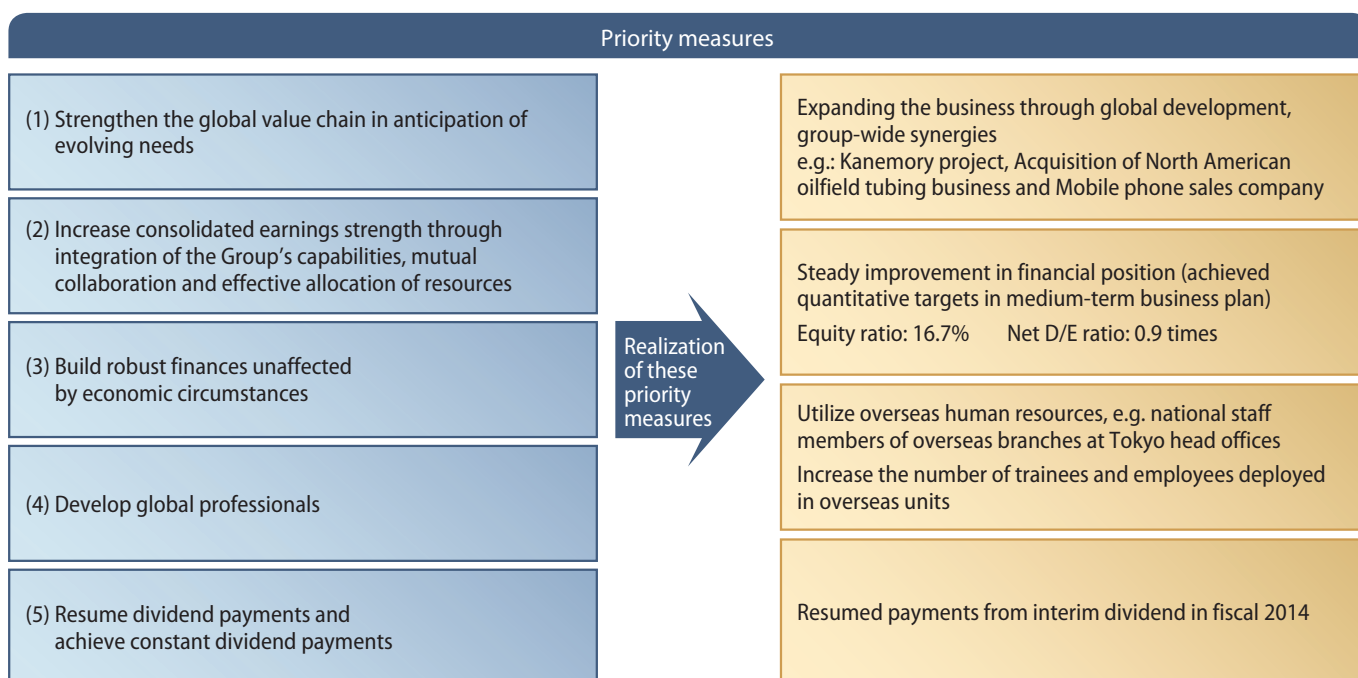 Priority measures
(1) Strengthen the global value chain in anticipation of
evolving needs
(2) Increase consolidated earnings strength through
integration of the Group’s capabilities, mutual
collaboration and effective allocation of resources
(3) Build robust finances unaffected
by economic circumstances
(4) Develop global professionals
(5) Resume dividend payments and
achieve constant dividend payments
Realization
of these
priority
measures
Expanding the business through global development,
group-wide synergies
e.g.: Kanemory project, Acquisition of North American
oilfield tubing business and Mobile phone sales company
Steady improvement in financial position (achieved
quantitative targets in medium-term business plan)
Equity ratio: 16.7% Net D/E ratio: 0.9 times
Utilize overseas human resources, e.g. national staff
members of overseas branches at Tokyo head offices
Increase the number of trainees and employees deployed
in overseas units
Resumed payments from interim dividend in fiscal 2014